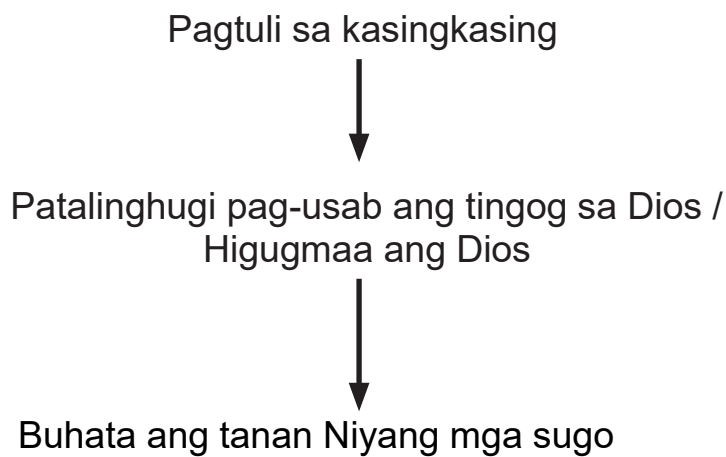 Pagtuli sa kasingkasing
Patalinghugi pag-usab ang tingog sa Dios /
Higugmaa ang Dios
Buhata ang tanan Niyang mga sugo